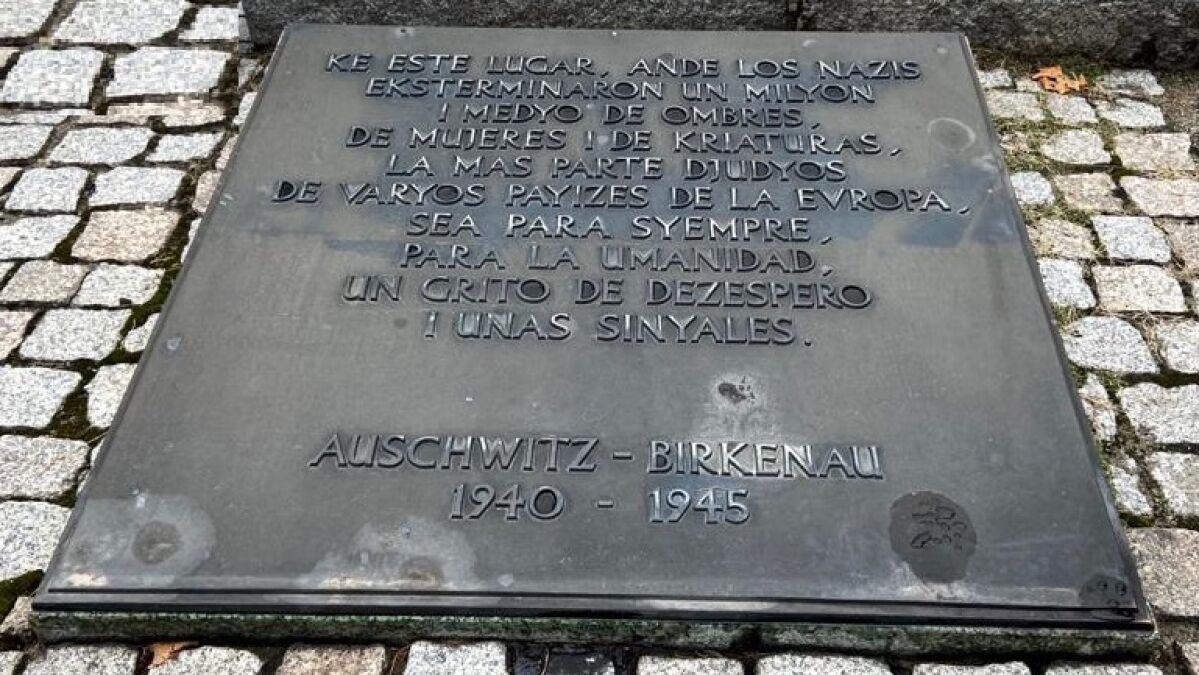 KE ESTE LUGAR, ANDE LOS NAZIS
EKSTERMINARON UN MILYON
I MEDYO DE OMBRES,
DE MUJERES I DE KRIATURAS,
LA MAS PARTE DJUDYOS
DE VARYOS PAYIZES DE LA EVROPA,
SEA PARA SYEMPRE,
PARA LA UMANIDAD,
UN GRITO DE DEZESPERO
I UNAS SINYALES.
AUSCHWITZ - BIRKENAU
1940 - 1945